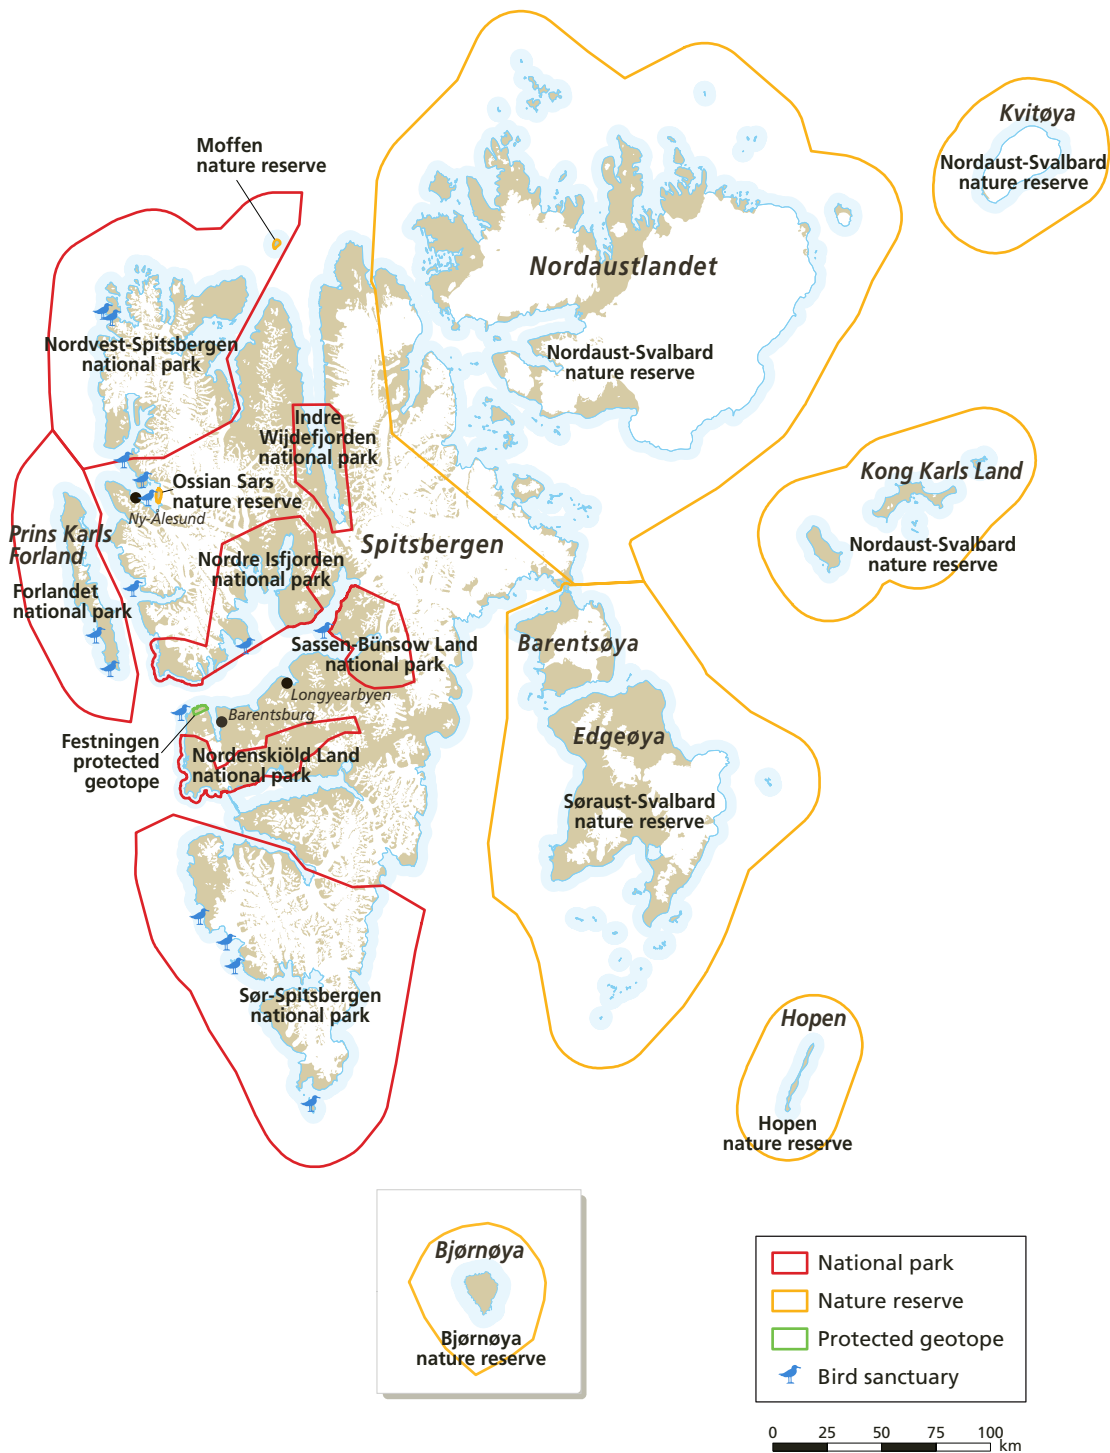 Kvitøya
Nordaust-Svalbard
nature reserve
Moffen
nature reserve
Nordaustlandet
Nordaust-Svalbard
nature reserve
Nordvest-Spitsbergen
national park
Indre
Wijdefjorden
national park
Ossian Sars
nature reserve
Ny-Ålesund
Kong Karls Land
Nordaust-Svalbard
nature reserve
Prins Karls
Forland
Forlandet
national park
Spitsbergen
Nordre Isfjorden
national park
Sassen-Bünsow Land
national park
Barentsøya
Longyearbyen
Barentsburg
Festningen
protected
geotope
Nordenskiöld Land
national park
Edgeøya
Søraust-Svalbard
nature reserve
Sør-Spitsbergen
national park
Hopen
Hopen
nature reserve
Bjørnøya
Bjørnøya
nature reserve
National park
Nature reserve
Protected geotope
Bird sanctuary
0 25 50 75 100
km